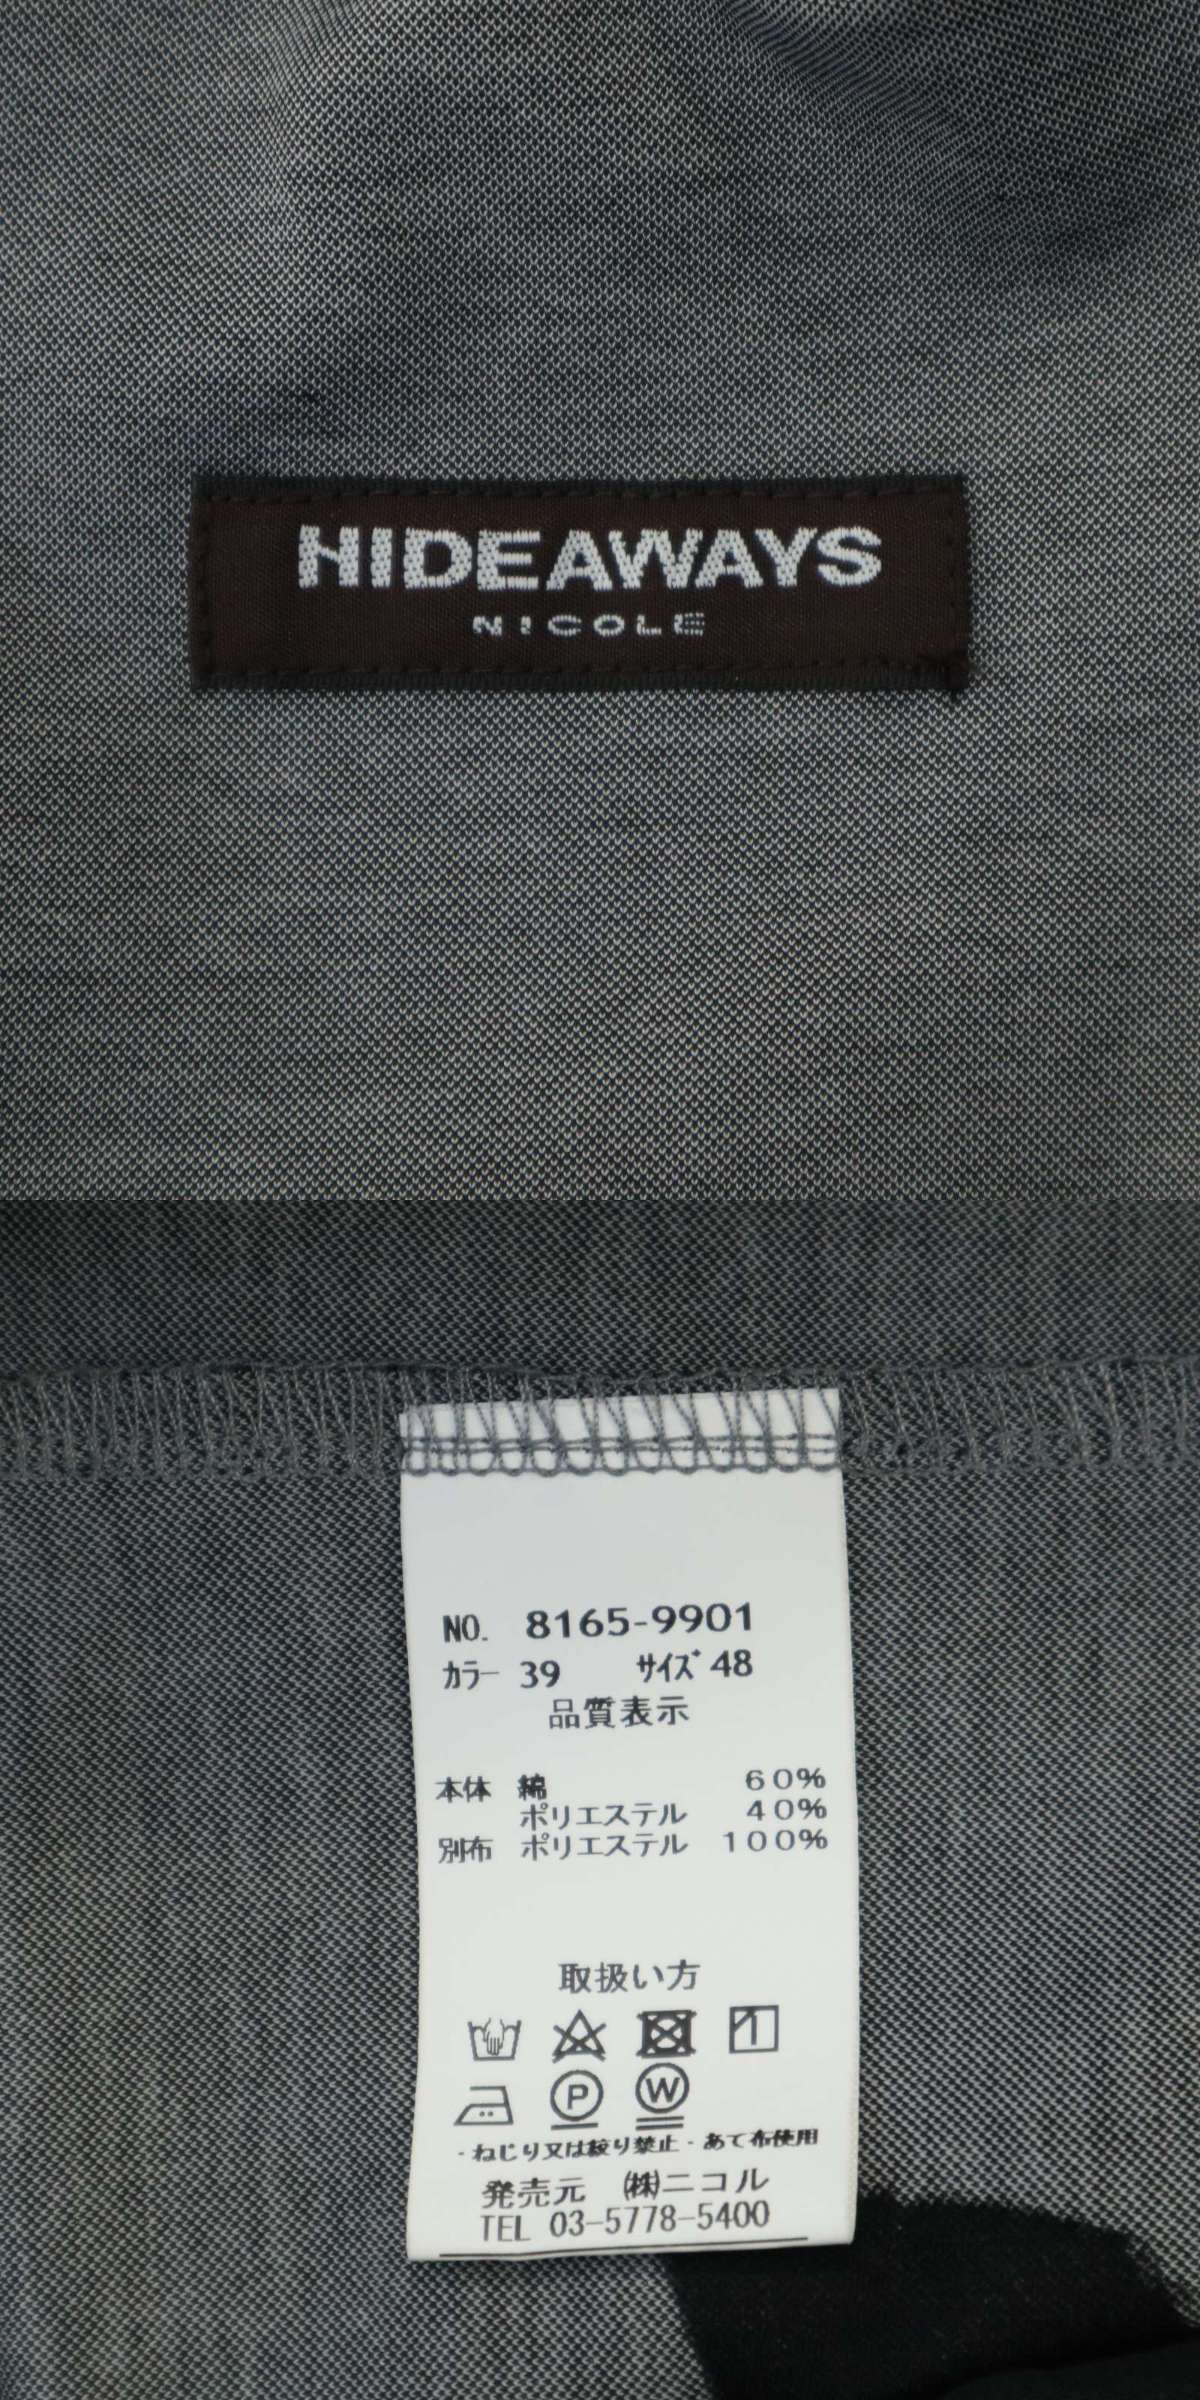 HIDEAWAYS
NICOLE
NO. 8165-9901
カラー 39 サイズ 48
品質表示
本体 綿 60%
ポリエステル 40%
別布 ポリエステル 100%
取扱い方
P W
・ねじり又は絞り禁止・あて布使用
発売元 ㈱ニコル
TEL 03-5778-5400